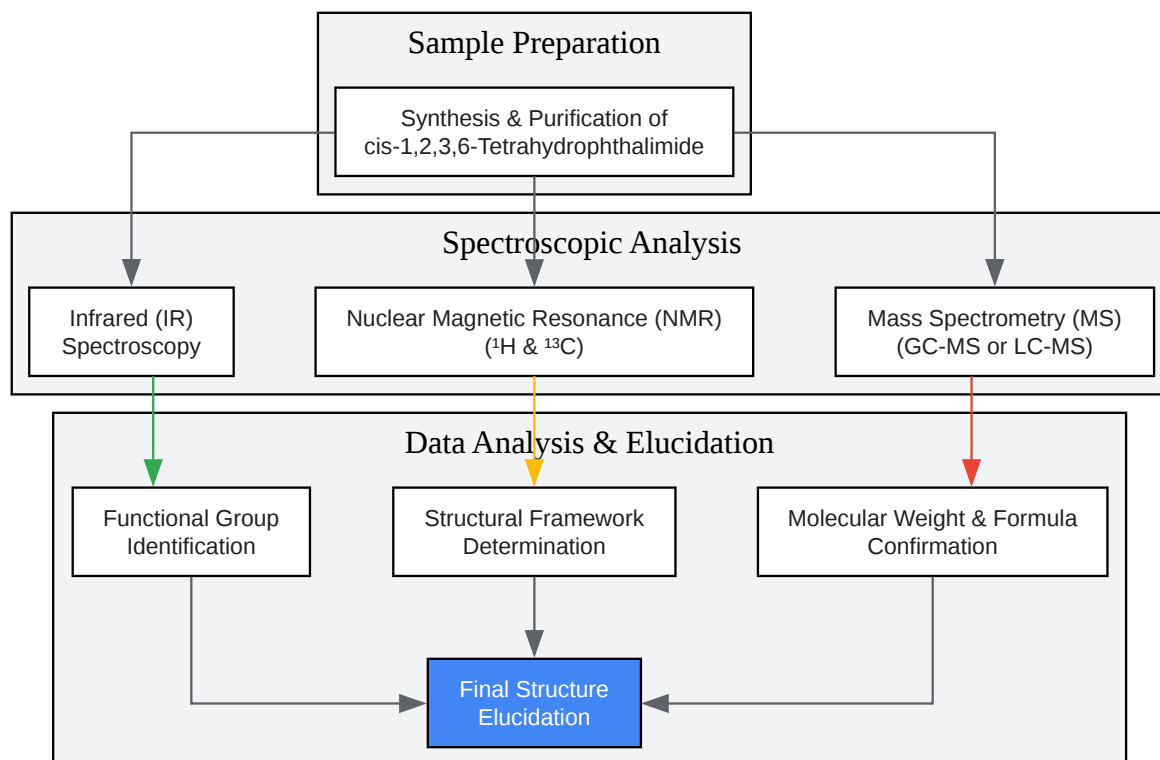 Sample Preparation
Synthesis & Purification of
cis-1,2,3,6-Tetrahydrophthalimide
Spectroscopic Analysis
Infrared (IR)
Spectroscopy
Nuclear Magnetic Resonance (NMR)
(¹H & ¹³C)
Mass Spectrometry (MS)
(GC-MS or LC-MS)
Data Analysis & Elucidation
Functional Group
Identification
Structural Framework
Determination
Molecular Weight & Formula
Confirmation
Final Structure
Elucidation